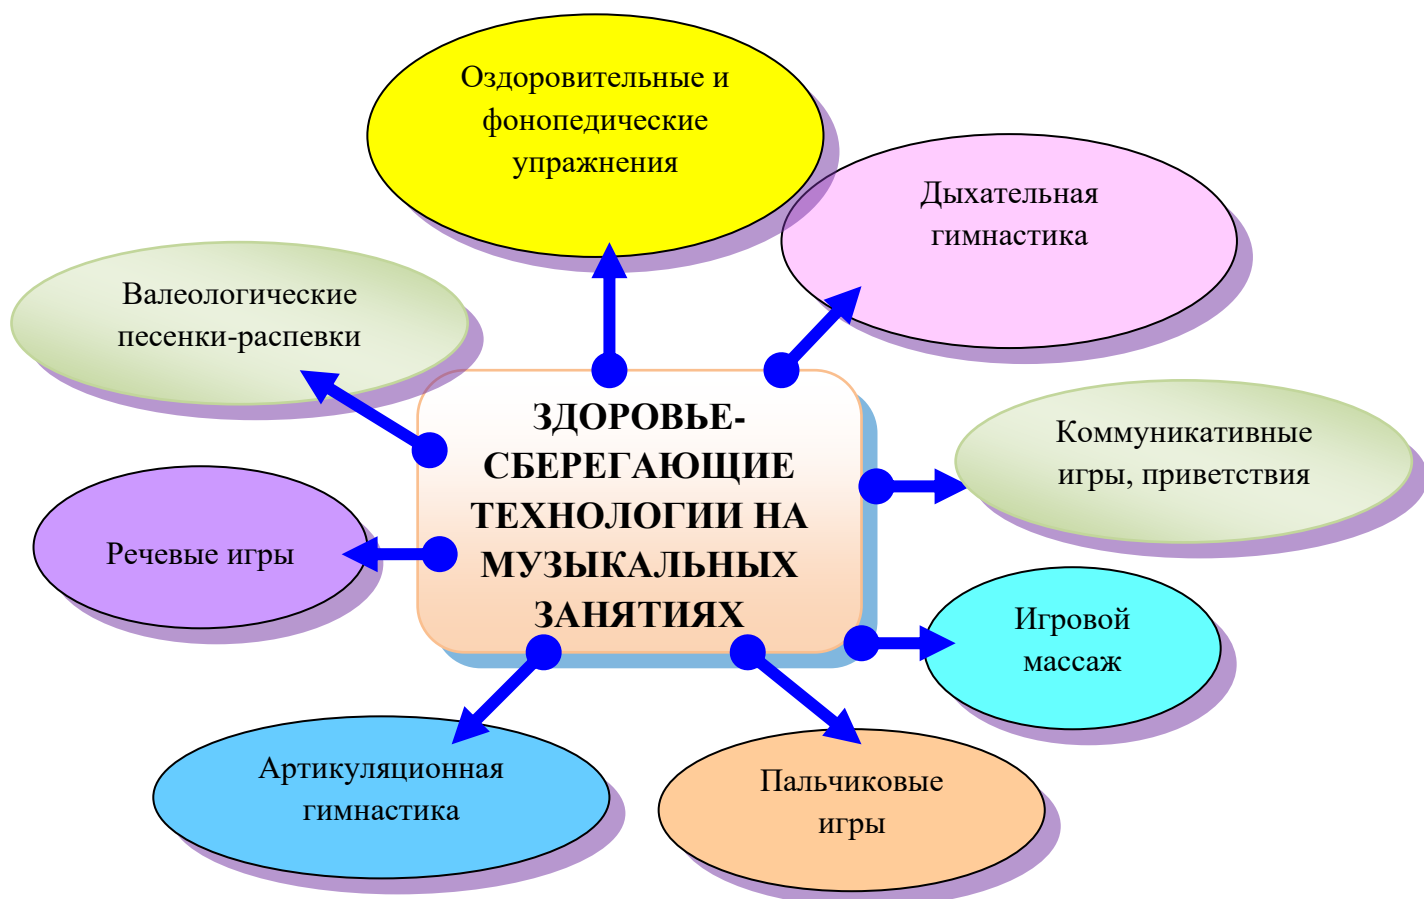 Оздоровительные и
фонопедические
упражнения
Дыхательная
гимнастика
Валеологические
песенки-распевки
ЗДОРОВЬЕ-
СБЕРЕГАЮЩИЕ
ТЕХНОЛОГИИ НА
МУЗЫКАЛЬНЫХ
ЗАНЯТИЯХ
Коммуникативные
игры, приветствия
Речевые игры
Игровой
массаж
Артикуляционная
гимнастика
Пальчиковые
игры